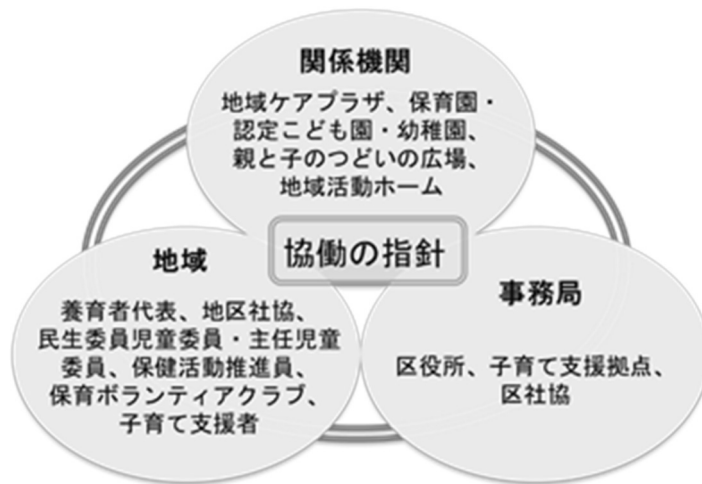 関係機関
地域ケアプラザ、保育園・
認定こども園・幼稚園、
親と子のつどいの広場、
地域活動ホーム
協働の指針
地域
養育者代表、地区社協、
民生委員児童委員・主任児童
委員、保健活動推進員、
保育ボランティアクラブ、
子育て支援者
事務局
区役所、子育て支援拠点、
区社協